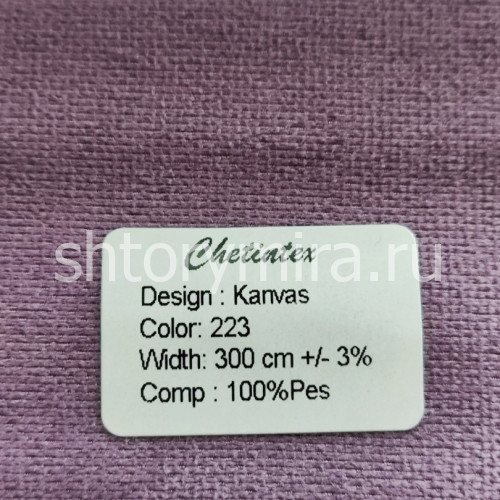 Chetintex
shtorymira.ru
Design : Kanvas
Color: 223
Width: 300 cm +/- 3%
Comp : 100%Pes